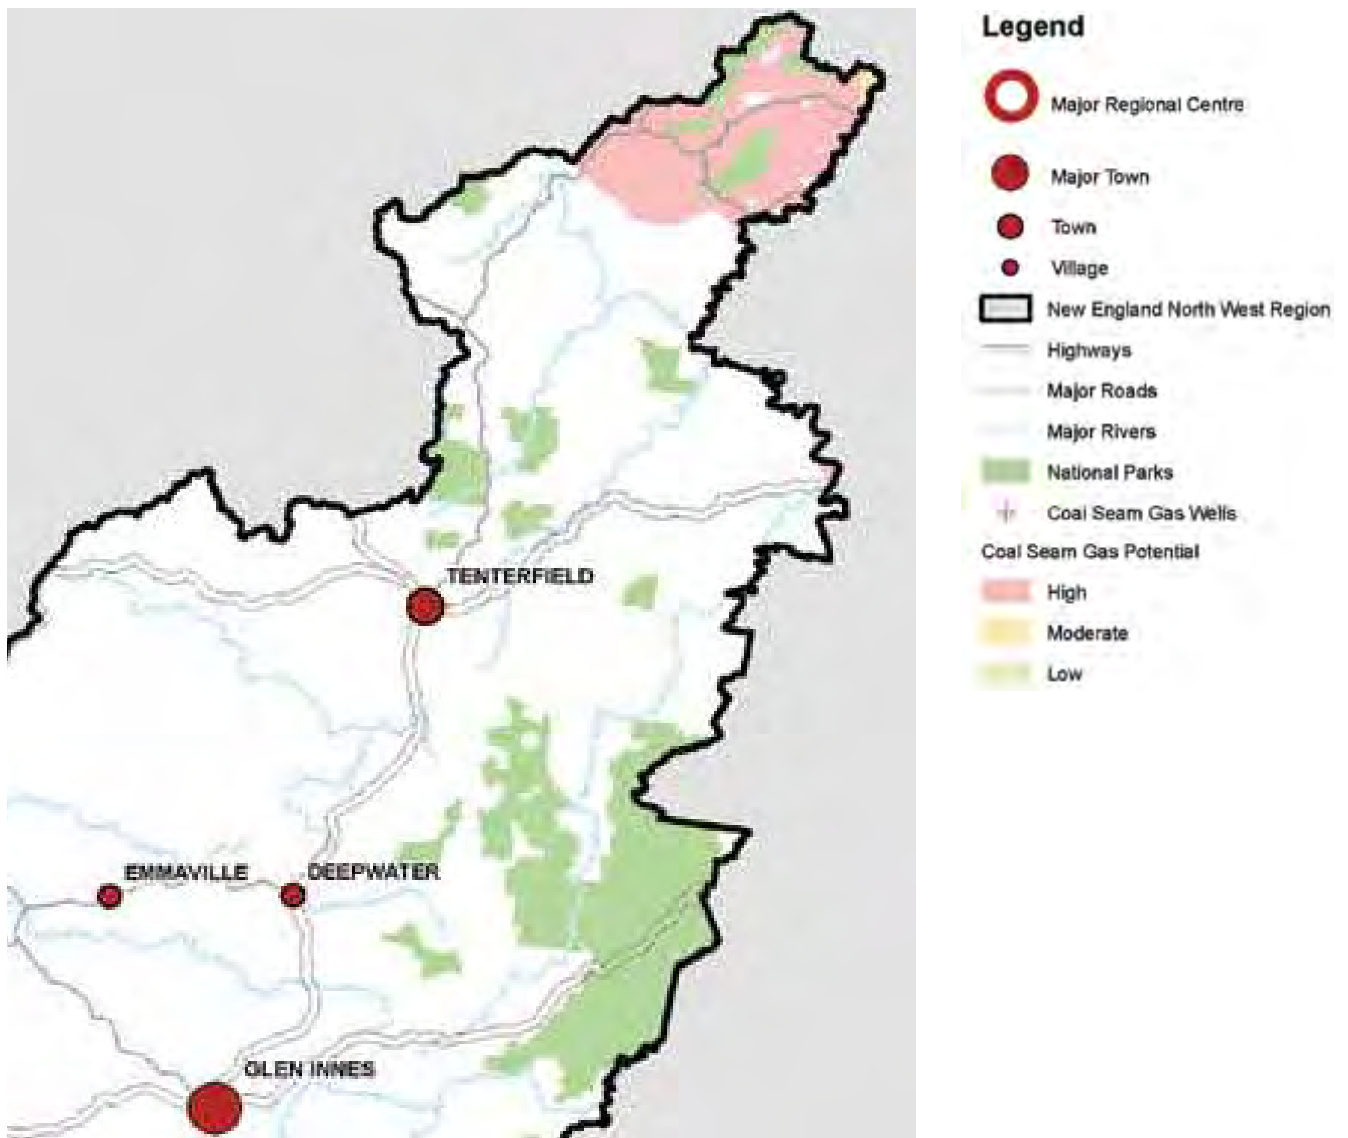 Legend
Major Regional Centre
Major Town
Town
Village
New England North West Region
Highways
Major Roads
Major Rivers
National Parks
Coal Seam Gas Wells
Coal Seam Gas Potential
High
Moderate
Low
TENTERFIELD
EMMAVILLE
DEEPWATER
GLEN INNES